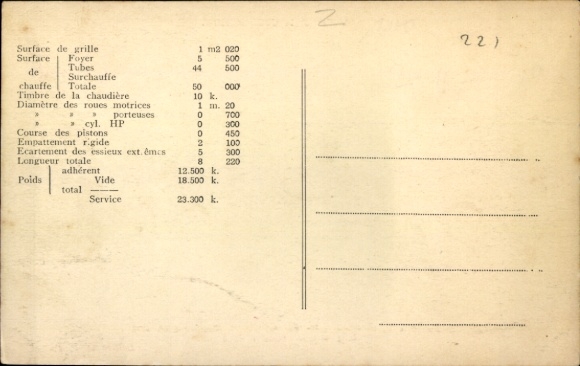 Z
221
Surface de grille 1 m2 020
Surface Foyer 5 500
de Tubes 44 500
Surchauffe
chauffe Totale 50 000
Timbre de la chaudière 10 k.
Diamètre des roues motrices 1 m. 20
» » » porteuses 0 700
» » cyl. HP 0 300
Course des pistons 0 450
Empattement rigide 2 100
Ecartement des essieux extrêmes 5 300
Longueur totale 8 220
adhérent 12.500 k.
Poids Vide 18.500 k.
total ———
Service 23.300 k.